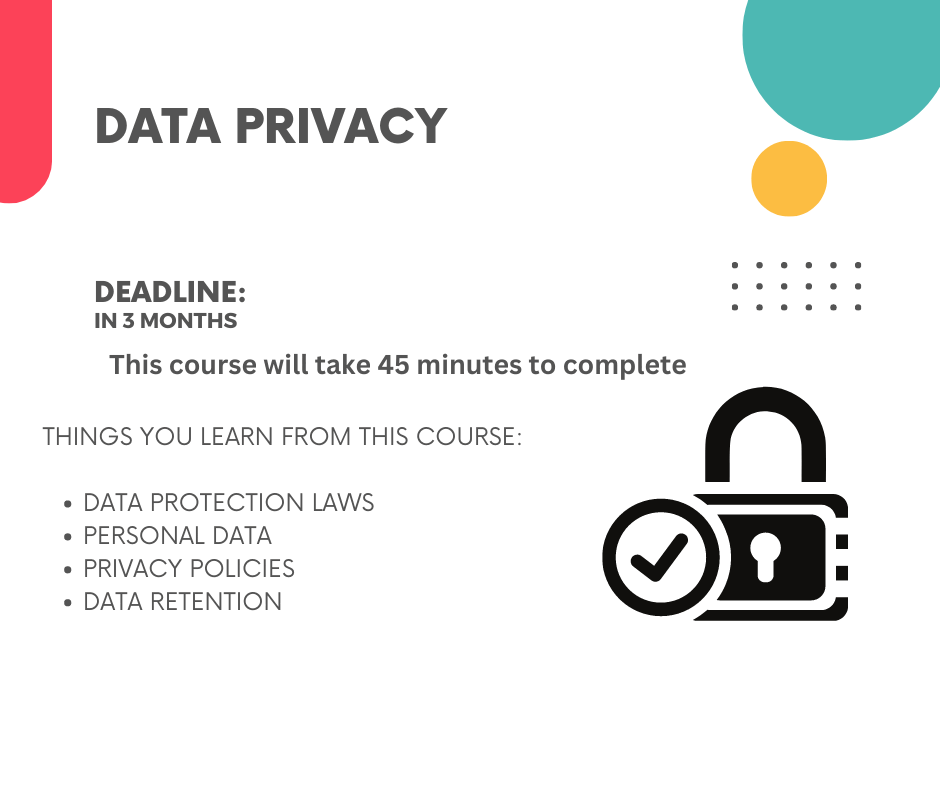 DATA PRIVACY
DEADLINE:
IN 3 MONTHS
This course will take 45 minutes to complete
THINGS YOU LEARN FROM THIS COURSE:
• DATA PROTECTION LAWS
• PERSONAL DATA
• PRIVACY POLICIES
• DATA RETENTION